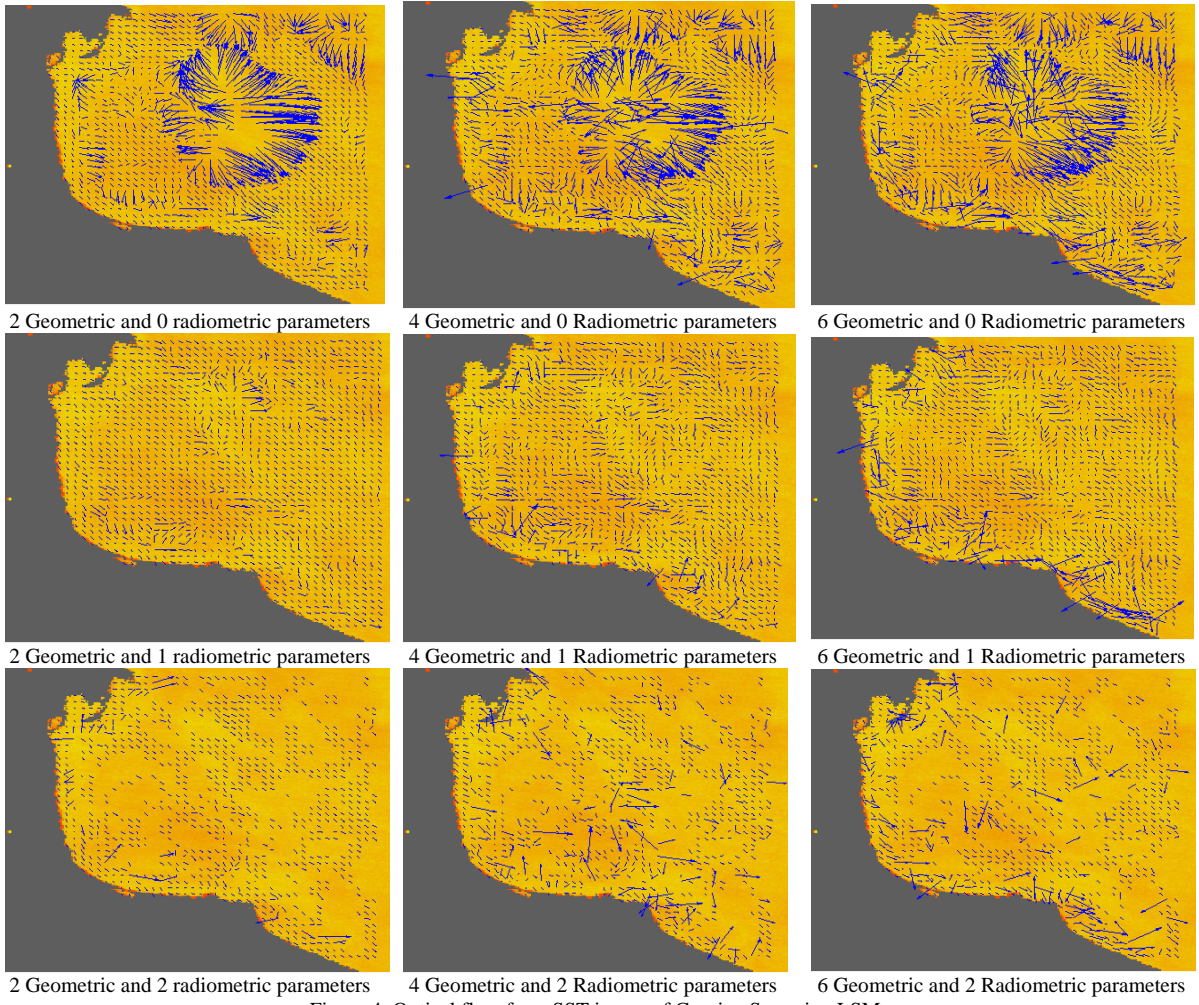 2 Geometric and 0 radiometric parameters
4 Geometric and 0 Radiometric parameters
6 Geometric and 0 Radiometric parameters
2 Geometric and 1 radiometric parameters
4 Geometric and 1 Radiometric parameters
6 Geometric and 1 Radiometric parameters
2 Geometric and 2 radiometric parameters
4 Geometric and 2 Radiometric parameters
6 Geometric and 2 Radiometric parameters